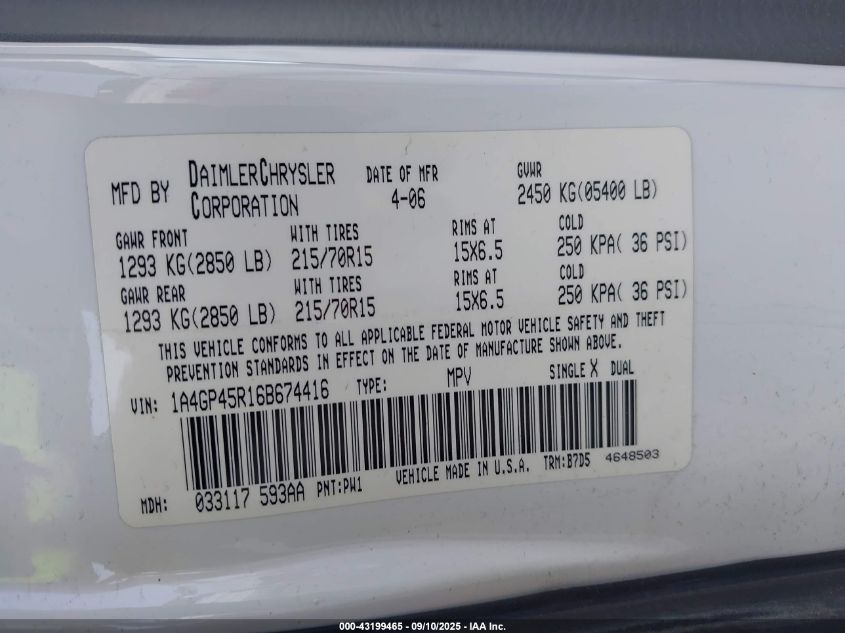 MFD BY DAIMLERCHRYSLER CORPORATION DATE OF MFR 4-06 GVWR 2450 KG(05400 LB)
GAWR FRONT WITH TIRES RIMS AT COLD
1293 KG(2850 LB) 215/70R15 15X6.5 250 KPA( 36 PSI)
GAWR REAR WITH TIRES RIMS AT COLD
1293 KG(2850 LB) 215/70R15 15X6.5 250 KPA( 36 PSI)
THIS VEHICLE CONFORMS TO ALL APPLICABLE FEDERAL MOTOR VEHICLE SAFETY AND THEFT
PREVENTION STANDARDS IN EFFECT ON THE DATE OF MANUFACTURE SHOWN ABOVE.
VIN: 1A4GP45R16B674416 TYPE: MPV SINGLE X DUAL
MDH: 033117 593AA PNT:PW1 VEHICLE MADE IN U.S.A. TRM:B7D5 4648503
000-43199465 - 09/10/2025 - IAA Inc.